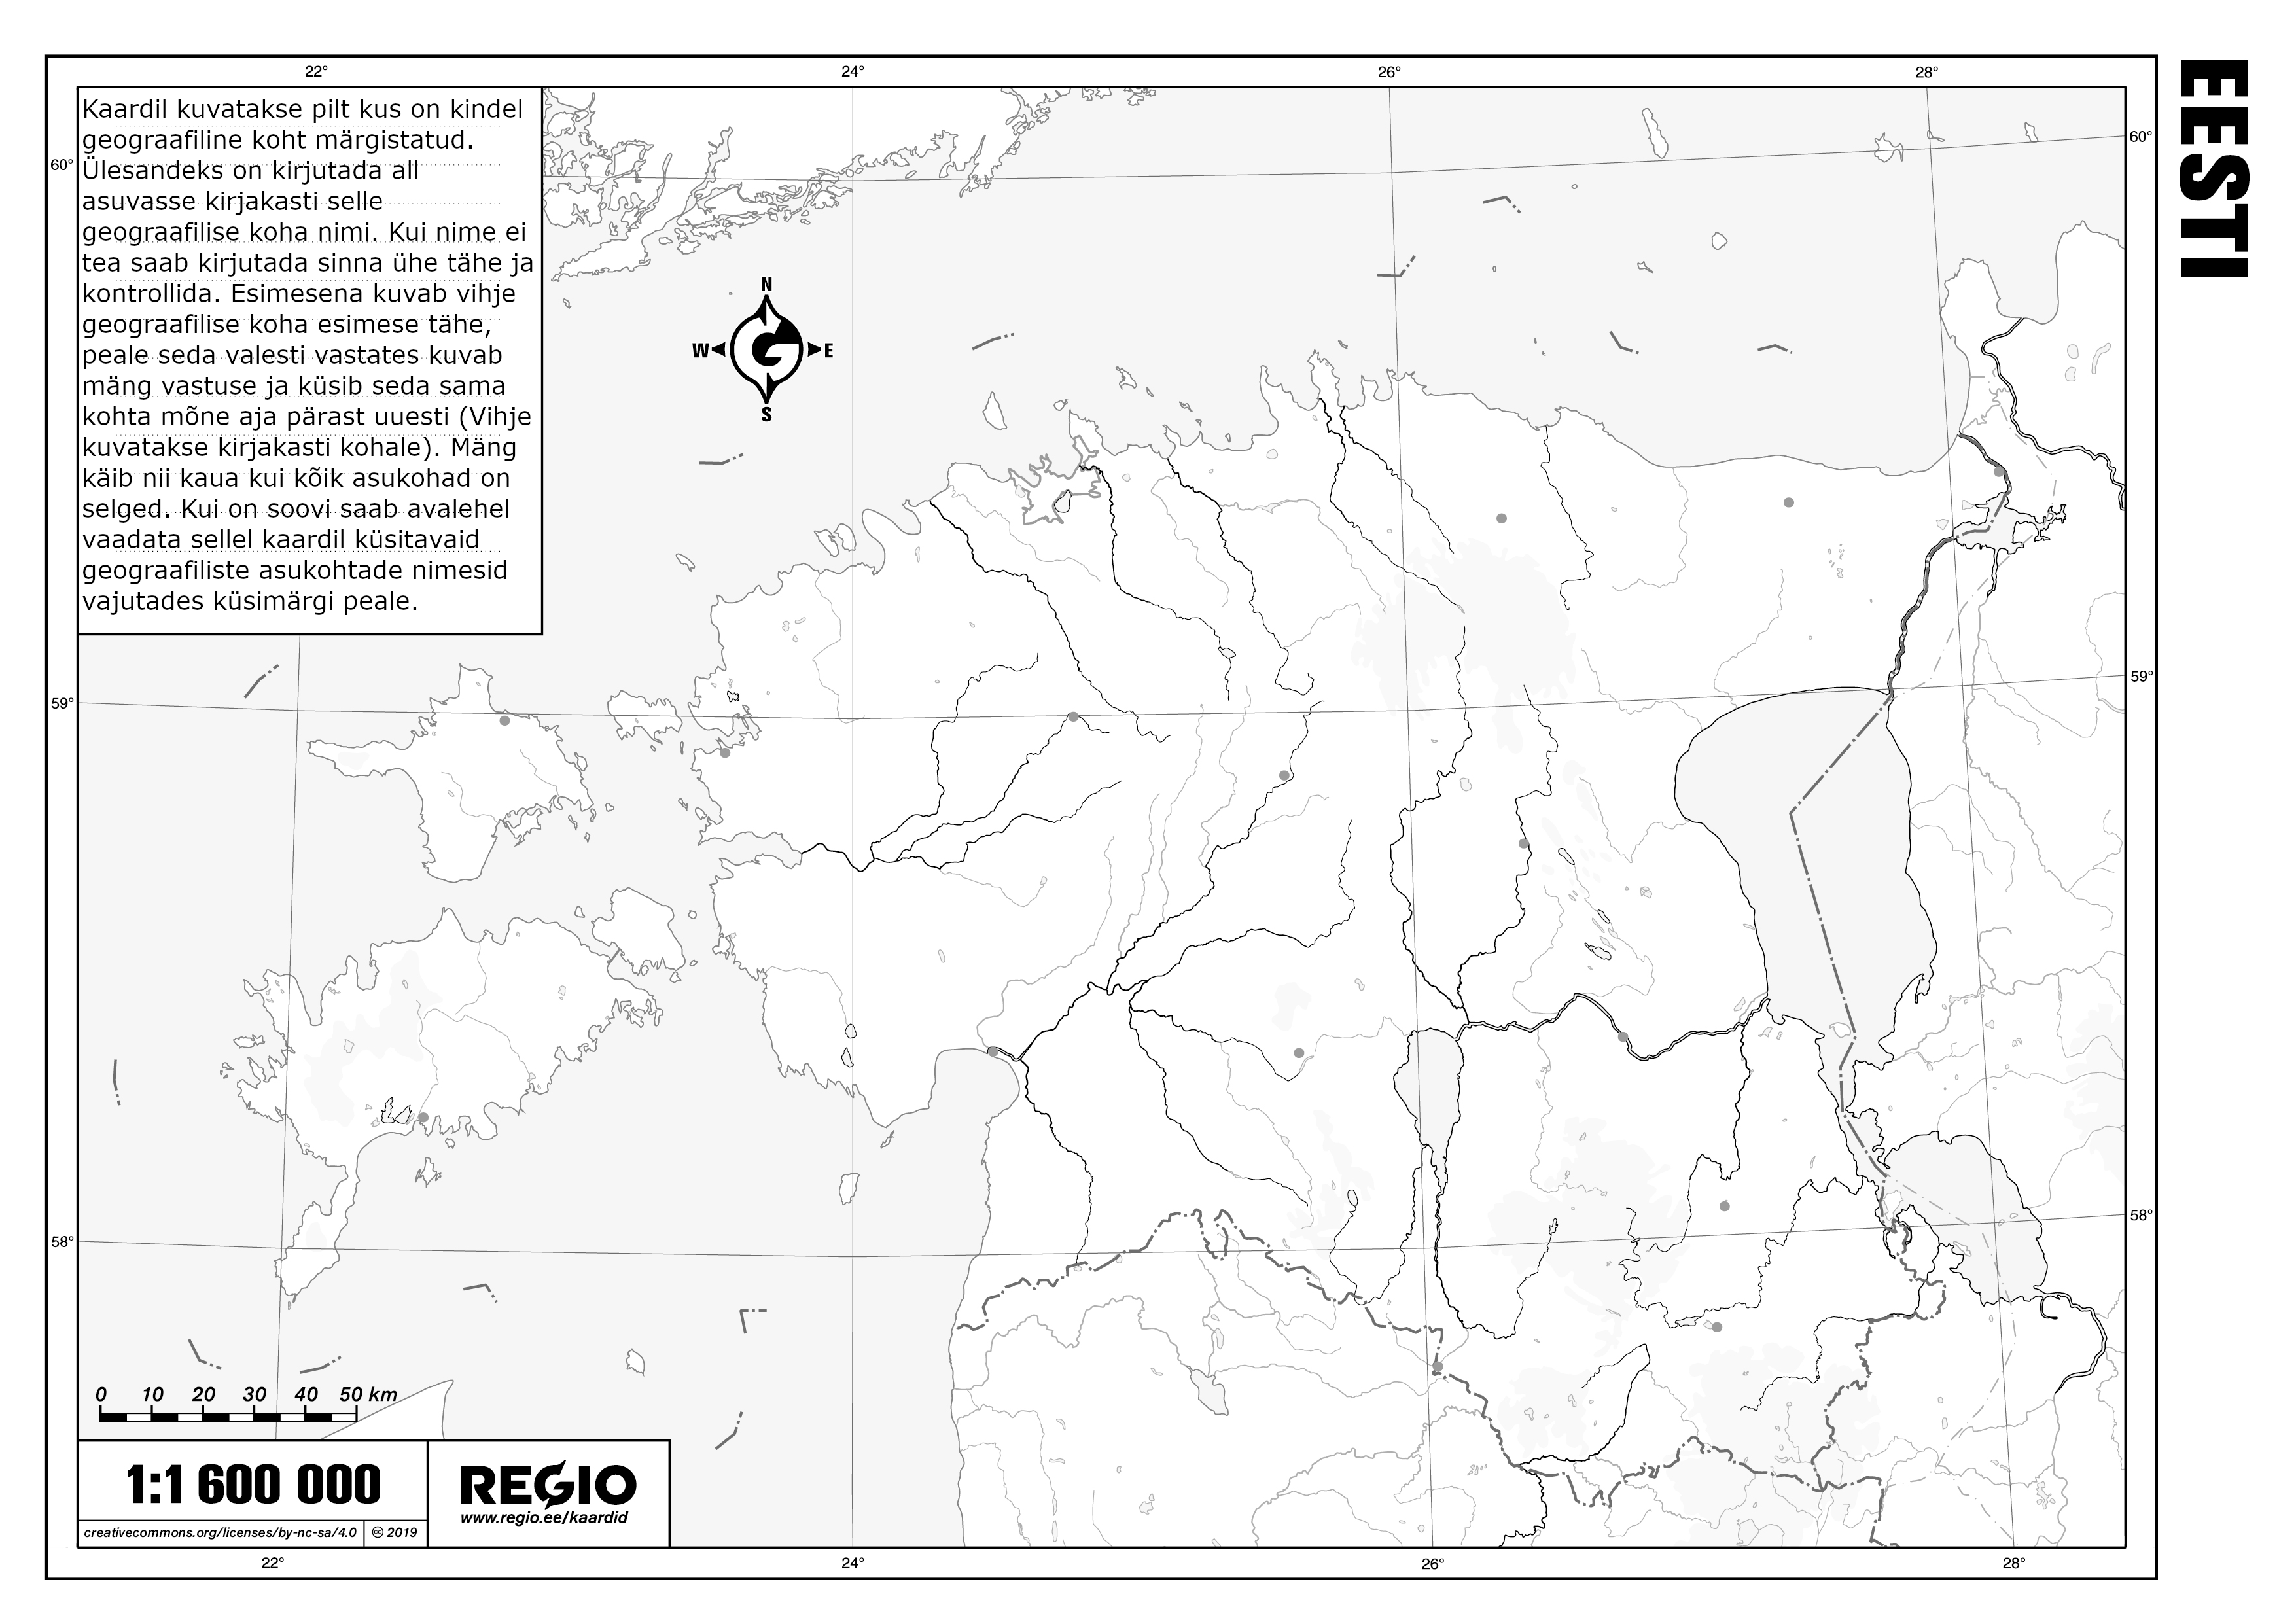 22°
24°
26°
28°
EESTI
Kaardil kuvatakse pilt kus on kindel
geograafiline koht märgistatud.
Ülesandeks on kirjutada all
asuvasse kirjakasti selle
geograafilise koha nimi. Kui nime ei
tea saab kirjutada sinna ühe tähe ja
kontrollida. Esimesena kuvab vihje
geograafilise koha esimese tähe,
peale seda valesti vastates kuvab
mäng vastuse ja küsib seda sama
kohta mõne aja pärast uuesti (Vihje
kuvatakse kirjakasti kohale). Mäng
käib nii kaua kui kõik asukohad on
selged. Kui on soovi saab avalehel
vaadata sellel kaardil küsitavaid
geograafiliste asukohtade nimesid
vajutades küsimärgi peale.
60°
60°
N
W E
S
59°
59°
58°
58°
0 10 20 30 40 50 km
1:1 600 000
REGIO
www.regio.ee/kaardid
creativecommons.org/licenses/by-nc-sa/4.0
cc 2019
22°
24°
26°
28°